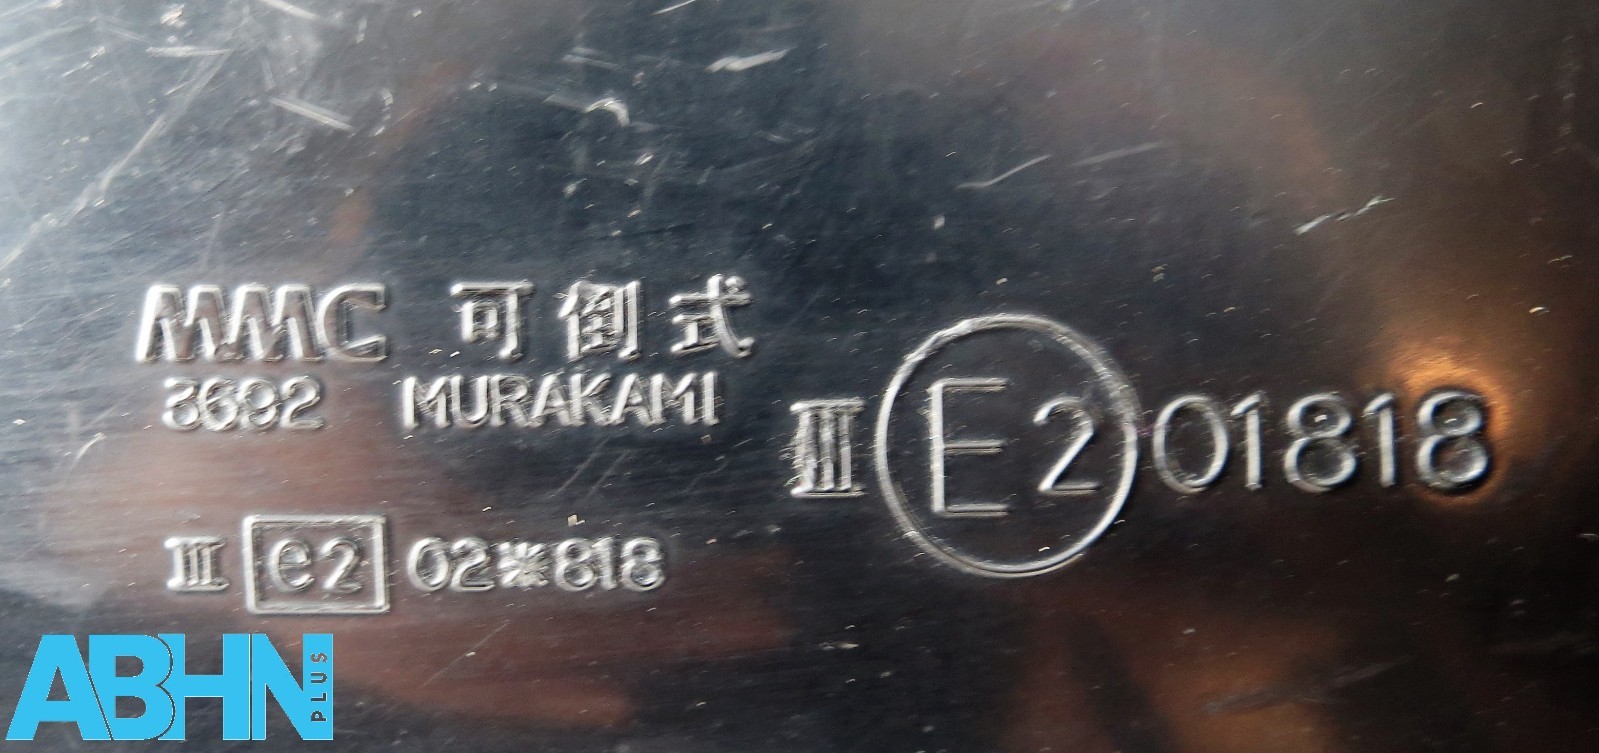 MMC 可倒式
3692 MURAKAMI
III E2 01818
III e2 02*818
ABHN PLUS